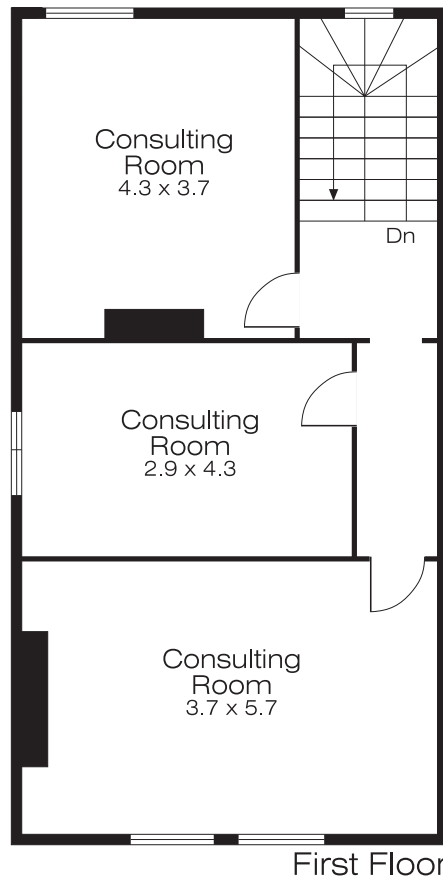 Consulting
Room
4.3 x 3.7
Dn
Consulting
Room
2.9 x 4.3
Consulting
Room
3.7 x 5.7
First Floor